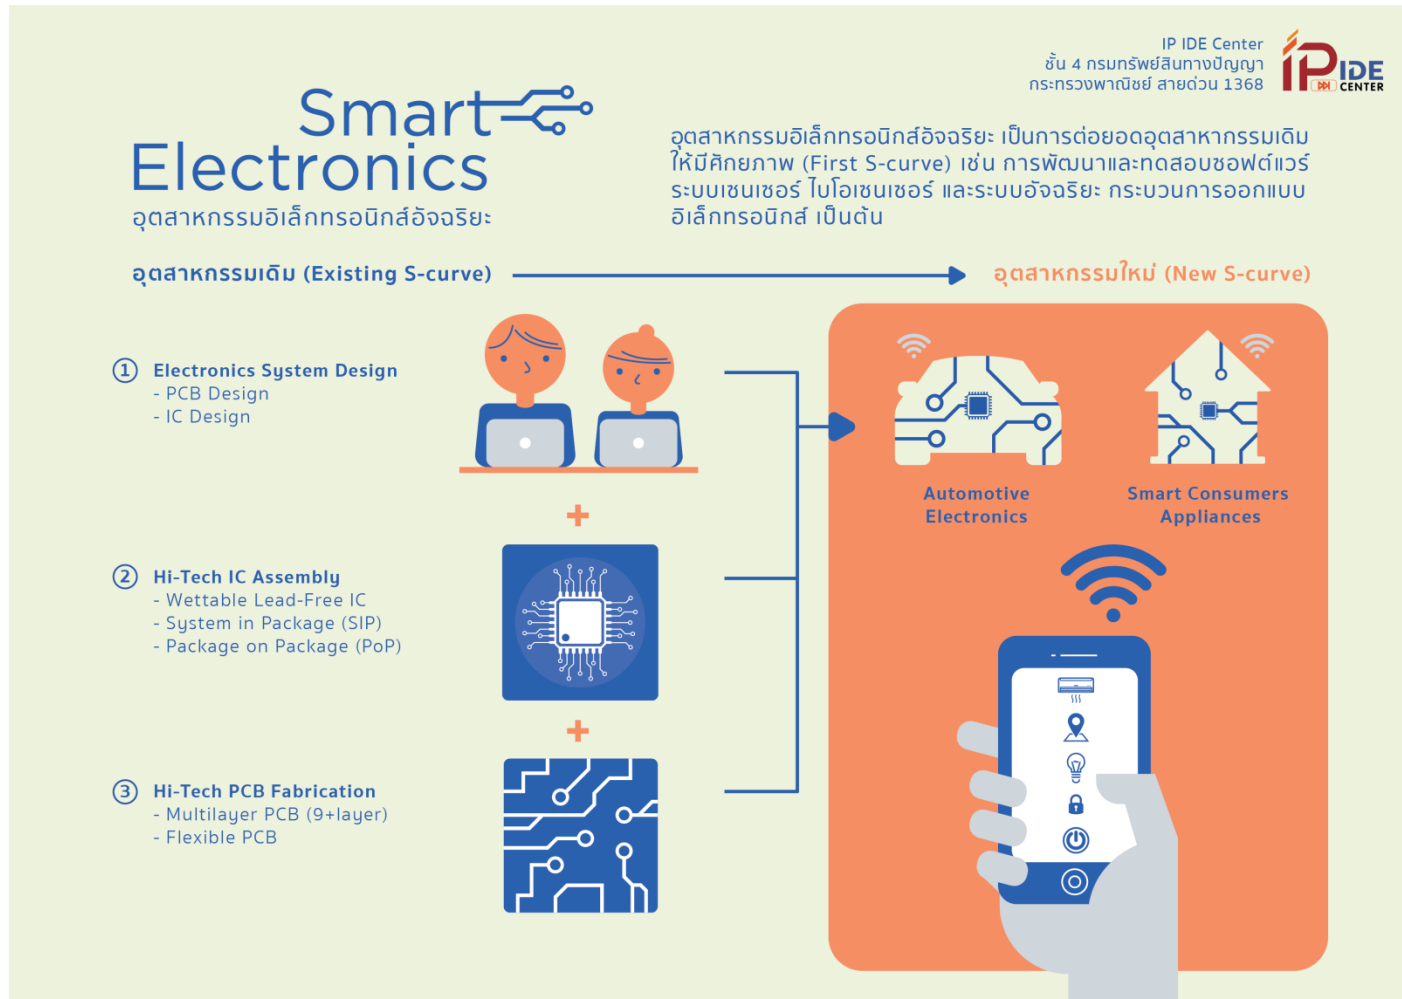 IP IDE Center
ชั้น 4 กรมทรัพย์สินทางปัญญา
กระทรวงพาณิชย์ สายด่วน 1368
IP IDE
CENTER
Smart
Electronics
อุตสาหกรรมอิเล็กทรอนิกส์อัจฉริยะ
อุตสาหกรรมอิเล็กทรอนิกส์อัจฉริยะ เป็นการต่อยอดอุตสาหากรรมเดิม
ให้มีศักยภาพ (First S-curve) เช่น การพัฒนาและทดสอบซอฟต์แวร์
ระบบเซนเซอร์ ไบโอเซนเซอร์ และระบบอัจฉริยะ กระบวนการออกแบบ
อิเล็กทรอนิกส์ เป็นต้น
อุตสาหกรรมเดิม (Existing S-curve)
อุตสาหกรรมใหม่ (New S-curve)
1 Electronics System Design
- PCB Design
- IC Design
+
2 Hi-Tech IC Assembly
- Wettable Lead-Free IC
- System in Package (SIP)
- Package on Package (PoP)
+
3 Hi-Tech PCB Fabrication
- Multilayer PCB (9+layer)
- Flexible PCB
Automotive
Electronics
Smart Consumers
Appliances